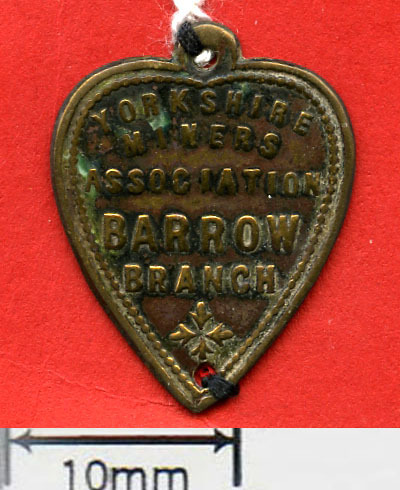 YORKSHIRE
MINERS
ASSOCIATION
BARROW
BRANCH
10mm